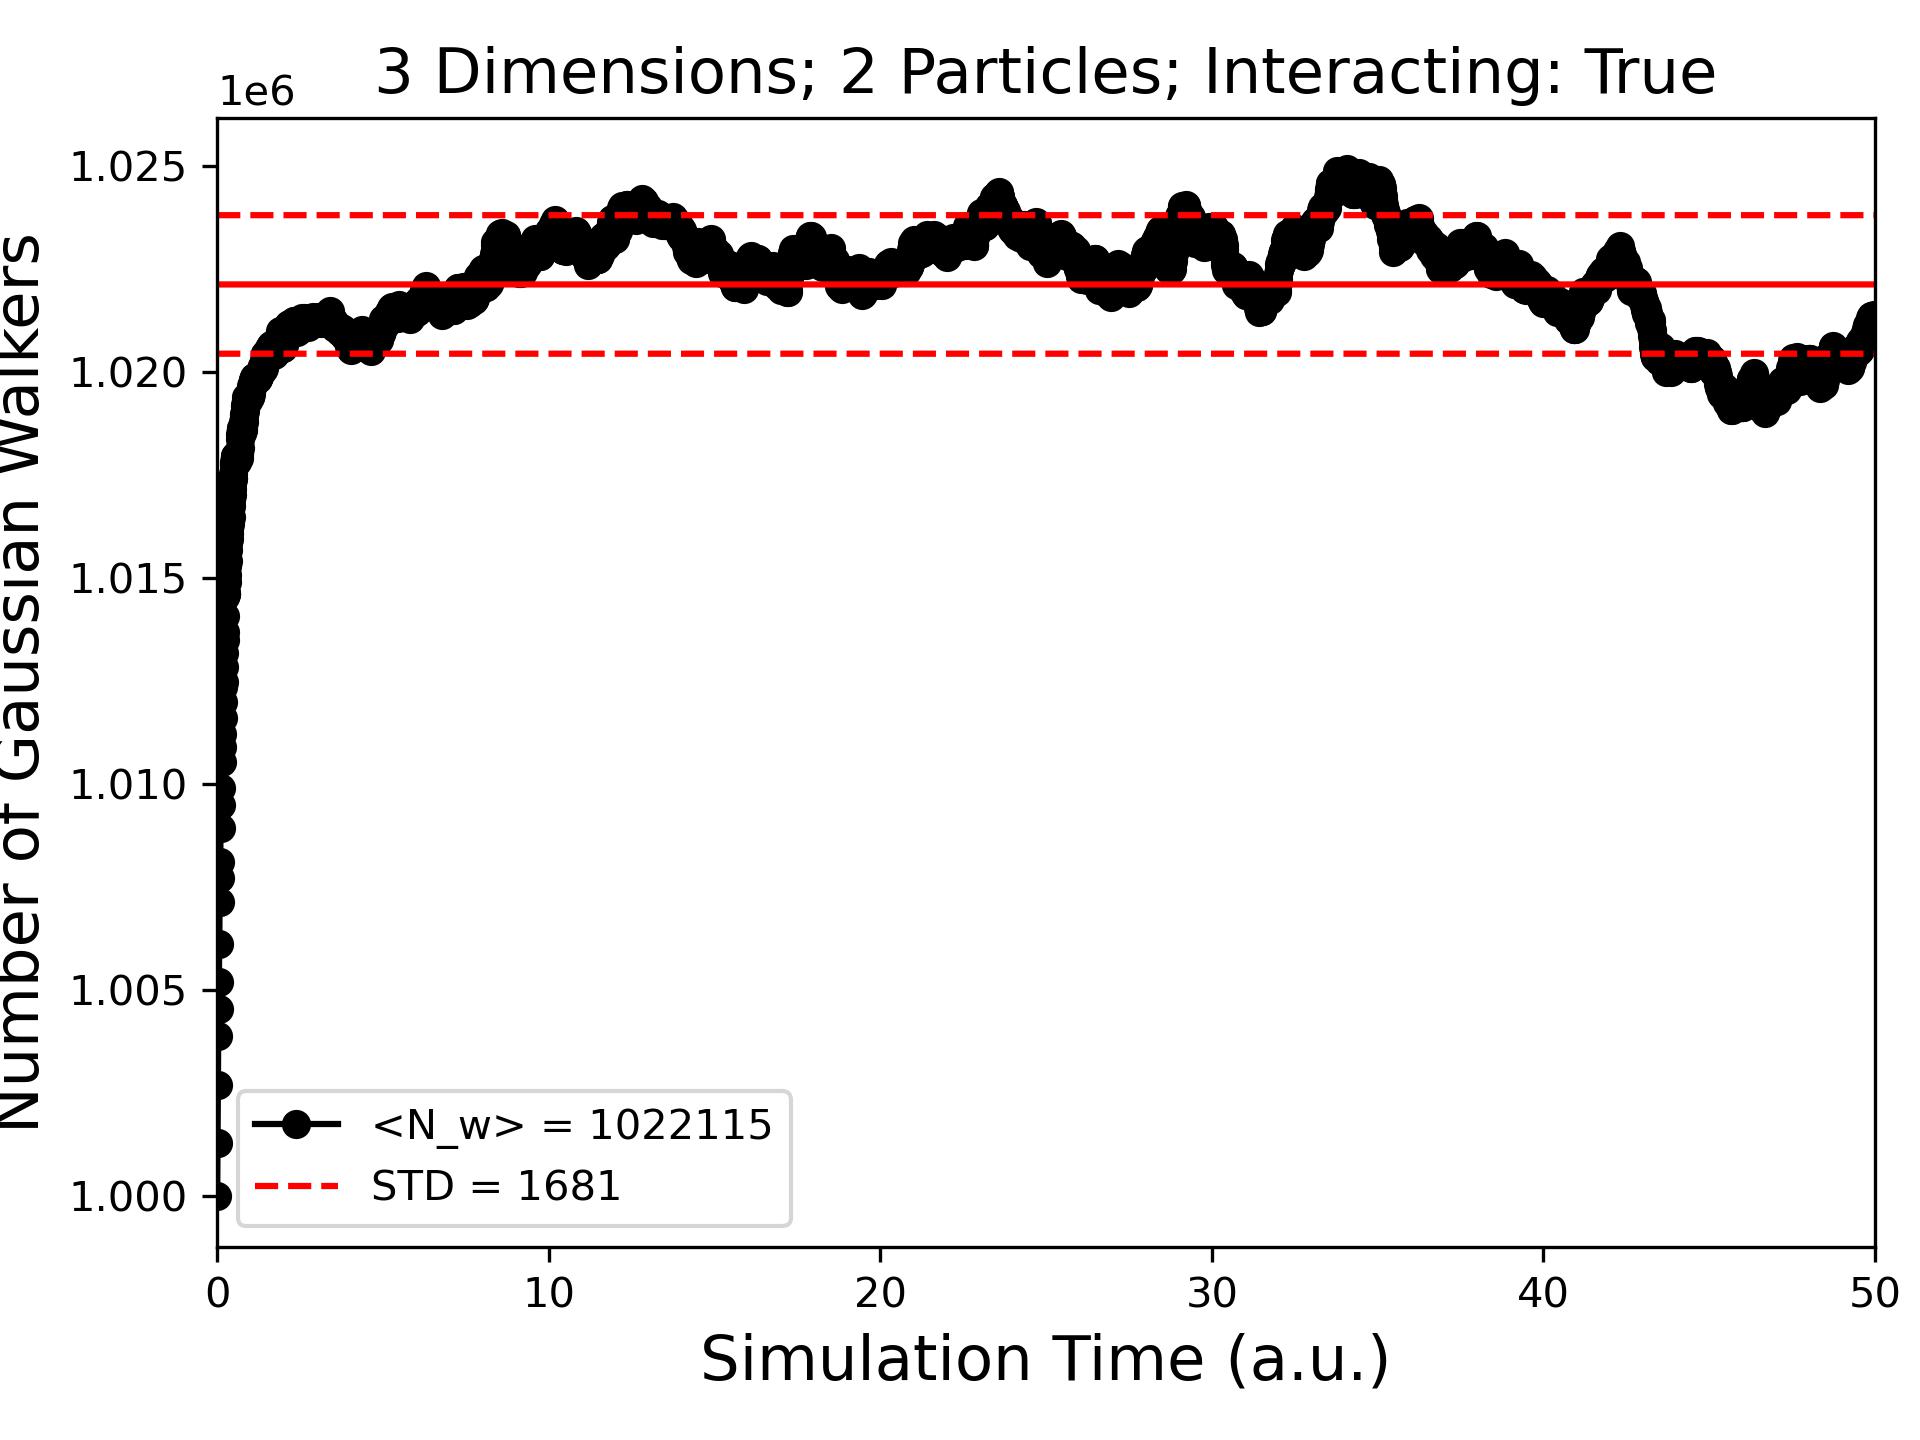 3 Dimensions; 2 Particles; Interacting: True
1e6
Number of Gaussian Walkers
1.025
1.020
1.015
1.010
1.005
1.000
<N_w> = 1022115
STD = 1681
0 10 20 30 40 50
Simulation Time (a.u.)